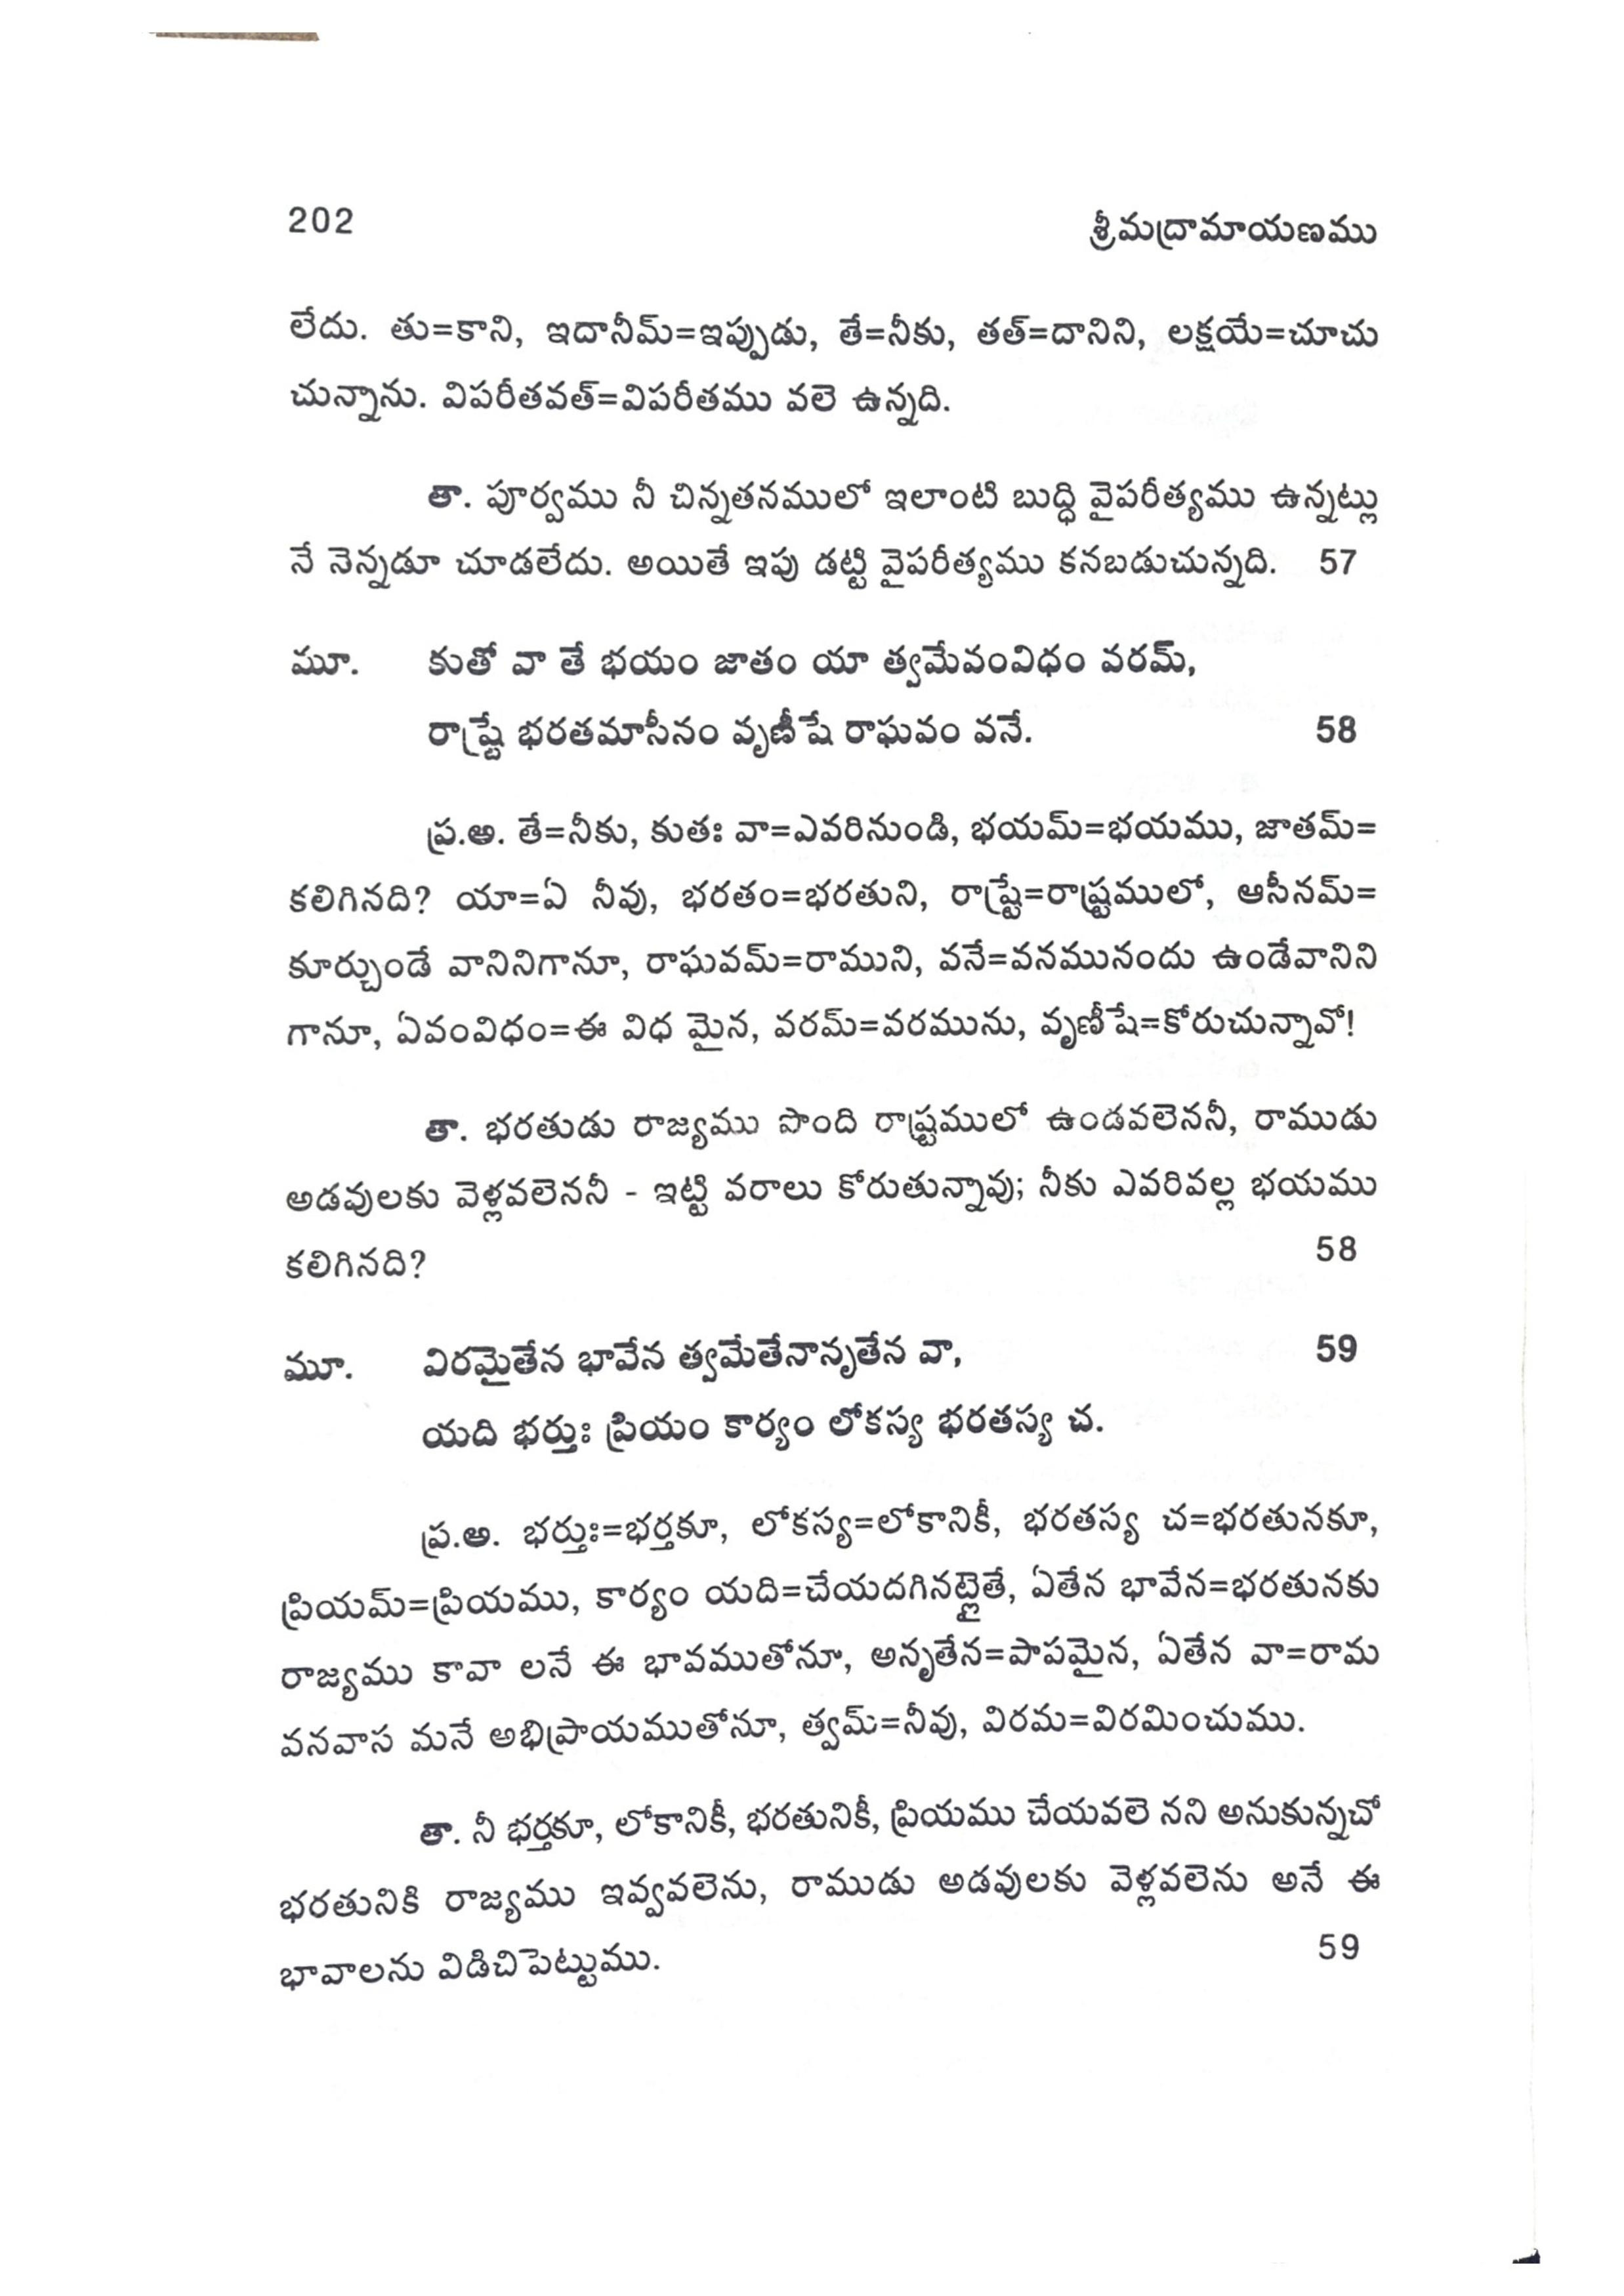 202 శ్రీమద్రామాయణము
లేదు. తు=కాని, ఇదానీమ్=ఇప్పుడు, తే=నీకు, తత్=దానిని, లక్షయే=చూచు
చున్నాను. విపరీతవత్=విపరీతము వలె ఉన్నది.
తా. పూర్వము నీ చిన్నతనములో ఇలాంటి బుద్ధి వైపరీత్యము ఉన్నట్లు
నే నెన్నడూ చూడలేదు. అయితే ఇపు డట్టి వైపరీత్యము కనబడుచున్నది. 57
మూ. కుతో వా తే భయం జాతం యా త్వమేవంవిధం వరమ్,
రాష్ట్రే భరతమాసీనం వృణీషే రాఘవం వనే. 58
ప్ర.అ. తే=నీకు, కుతః వా=ఎవరినుండి, భయమ్=భయము, జాతమ్=
కలిగినది? యా=ఏ నీవు, భరతం=భరతుని, రాష్ట్రే=రాష్ట్రములో, ఆసీనమ్=
కూర్చుండే వానినిగానూ, రాఘవమ్=రాముని, వనే=వనమునందు ఉండేవానిని
గానూ, ఏవంవిధం=ఈ విధ మైన, వరమ్=వరమును, వృణీషే=కోరుచున్నావో!
తా. భరతుడు రాజ్యము పొంది రాష్ట్రములో ఉండవలెననీ, రాముడు
అడవులకు వెళ్లవలెననీ - ఇట్టి వరాలు కోరుతున్నావు; నీకు ఎవరివల్ల భయము
కలిగినది? 58
మూ. విరమైతేన భావేన త్వమేతేనానృతేన వా, 59
యది భర్తుః ప్రియం కార్యం లోకస్య భరతస్య చ.
ప్ర.అ. భర్తుః=భర్తకూ, లోకస్య=లోకానికీ, భరతస్య చ=భరతునకూ,
ప్రియమ్=ప్రియము, కార్యం యది=చేయదగినట్లైతే, ఏతేన భావేన=భరతునకు
రాజ్యము కావా లనే ఈ భావముతోనూ, అనృతేన=పాపమైన, ఏతేన వా=రామ
వనవాస మనే అభిప్రాయముతోనూ, త్వమ్=నీవు, విరమ=విరమించుము.
తా. నీ భర్తకూ, లోకానికీ, భరతునికీ, ప్రియము చేయవలె నని అనుకున్నచో
భరతునికి రాజ్యము ఇవ్వవలెను, రాముడు అడవులకు వెళ్లవలెను అనే ఈ
భావాలను విడిచిపెట్టుము. 59